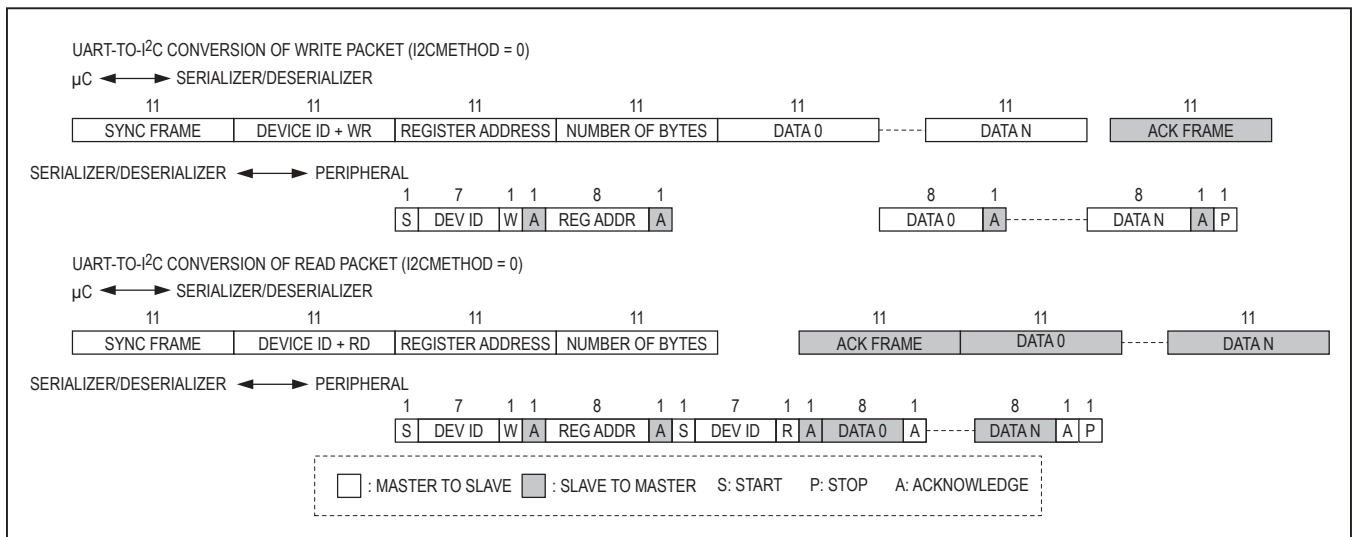 UART-TO-I2C CONVERSION OF WRITE PACKET (I2CMETHOD = 0)
µC SERIALIZER/DESERIALIZER
11 11 11 11 11 11 11
SYNC FRAME DEVICE ID + WR REGISTER ADDRESS NUMBER OF BYTES DATA 0 DATA N ACK FRAME
SERIALIZER/DESERIALIZER PERIPHERAL
1 7 1 1 8 1 8 1 8 1 1
S DEV ID W A REG ADDR A DATA 0 A DATA N A P
UART-TO-I2C CONVERSION OF READ PACKET (I2CMETHOD = 0)
µC SERIALIZER/DESERIALIZER
11 11 11 11 11 11 11
SYNC FRAME DEVICE ID + RD REGISTER ADDRESS NUMBER OF BYTES ACK FRAME DATA 0 DATA N
SERIALIZER/DESERIALIZER PERIPHERAL
1 7 1 1 8 1 1 7 1 1 8 1 8 1 1
S DEV ID W A REG ADDR A S DEV ID R A DATA 0 A DATA N A P
: MASTER TO SLAVE : SLAVE TO MASTER S: START P: STOP A: ACKNOWLEDGE